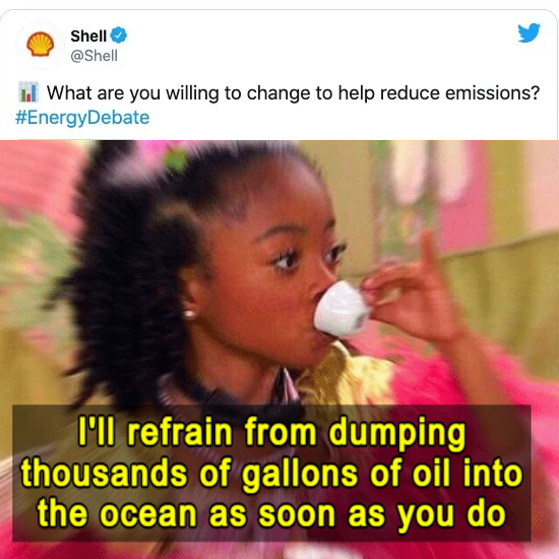 Shell
@Shell
What are you willing to change to help reduce emissions?
#EnergyDebate
I'll refrain from dumping
thousands of gallons of oil into
the ocean as soon as you do